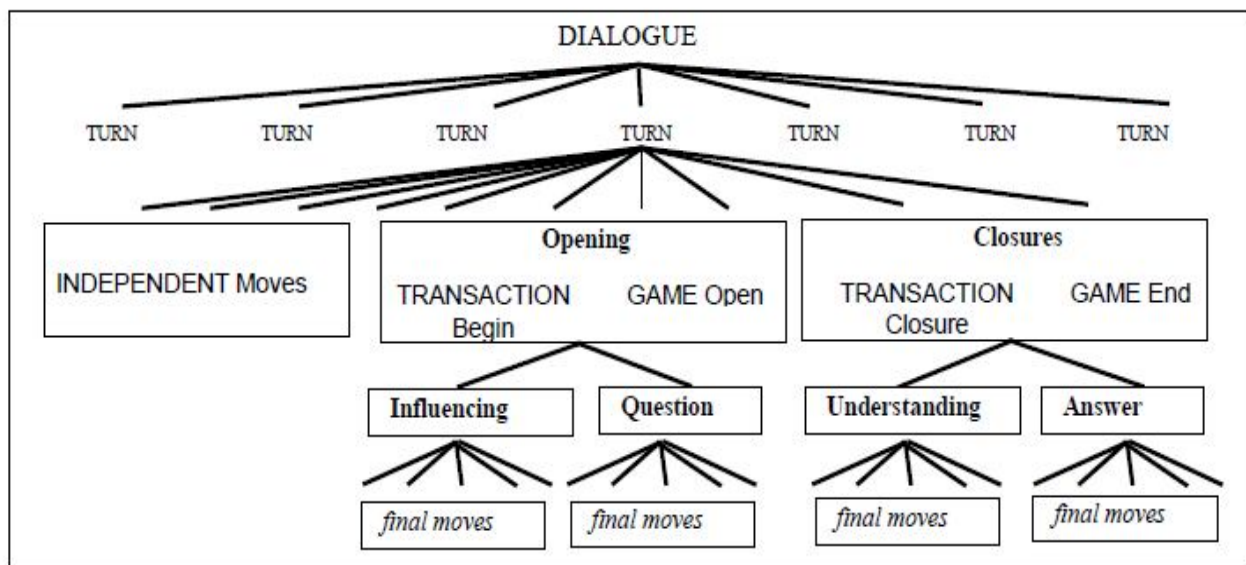 DIALOGUE
TURN TURN TURN TURN TURN TURN TURN
INDEPENDENT Moves
Opening
TRANSACTION GAME Open
Begin
Closures
TRANSACTION GAME End
Closure
Influencing
Question
Understanding
Answer
final moves
final moves
final moves
final moves